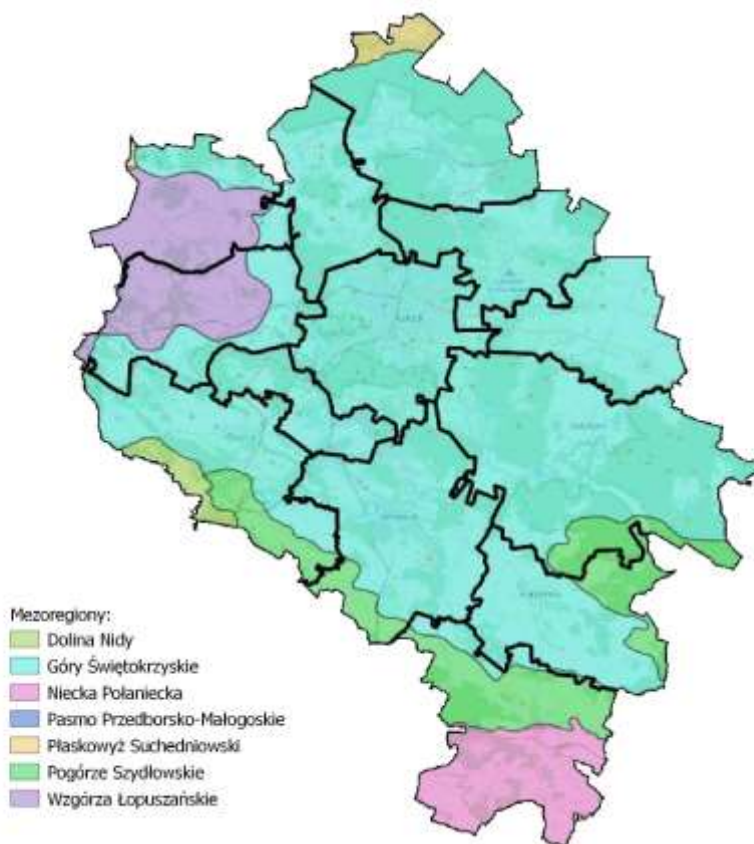 Mezoregiony:
Dolina Nidy
Góry Świętokrzyskie
Niecka Połaniecka
Pasmo Przedborsko-Małogoskie
Płaskowyż Suchedniowski
Pogórze Szydłowskie
Wzgórza Łopuszańskie